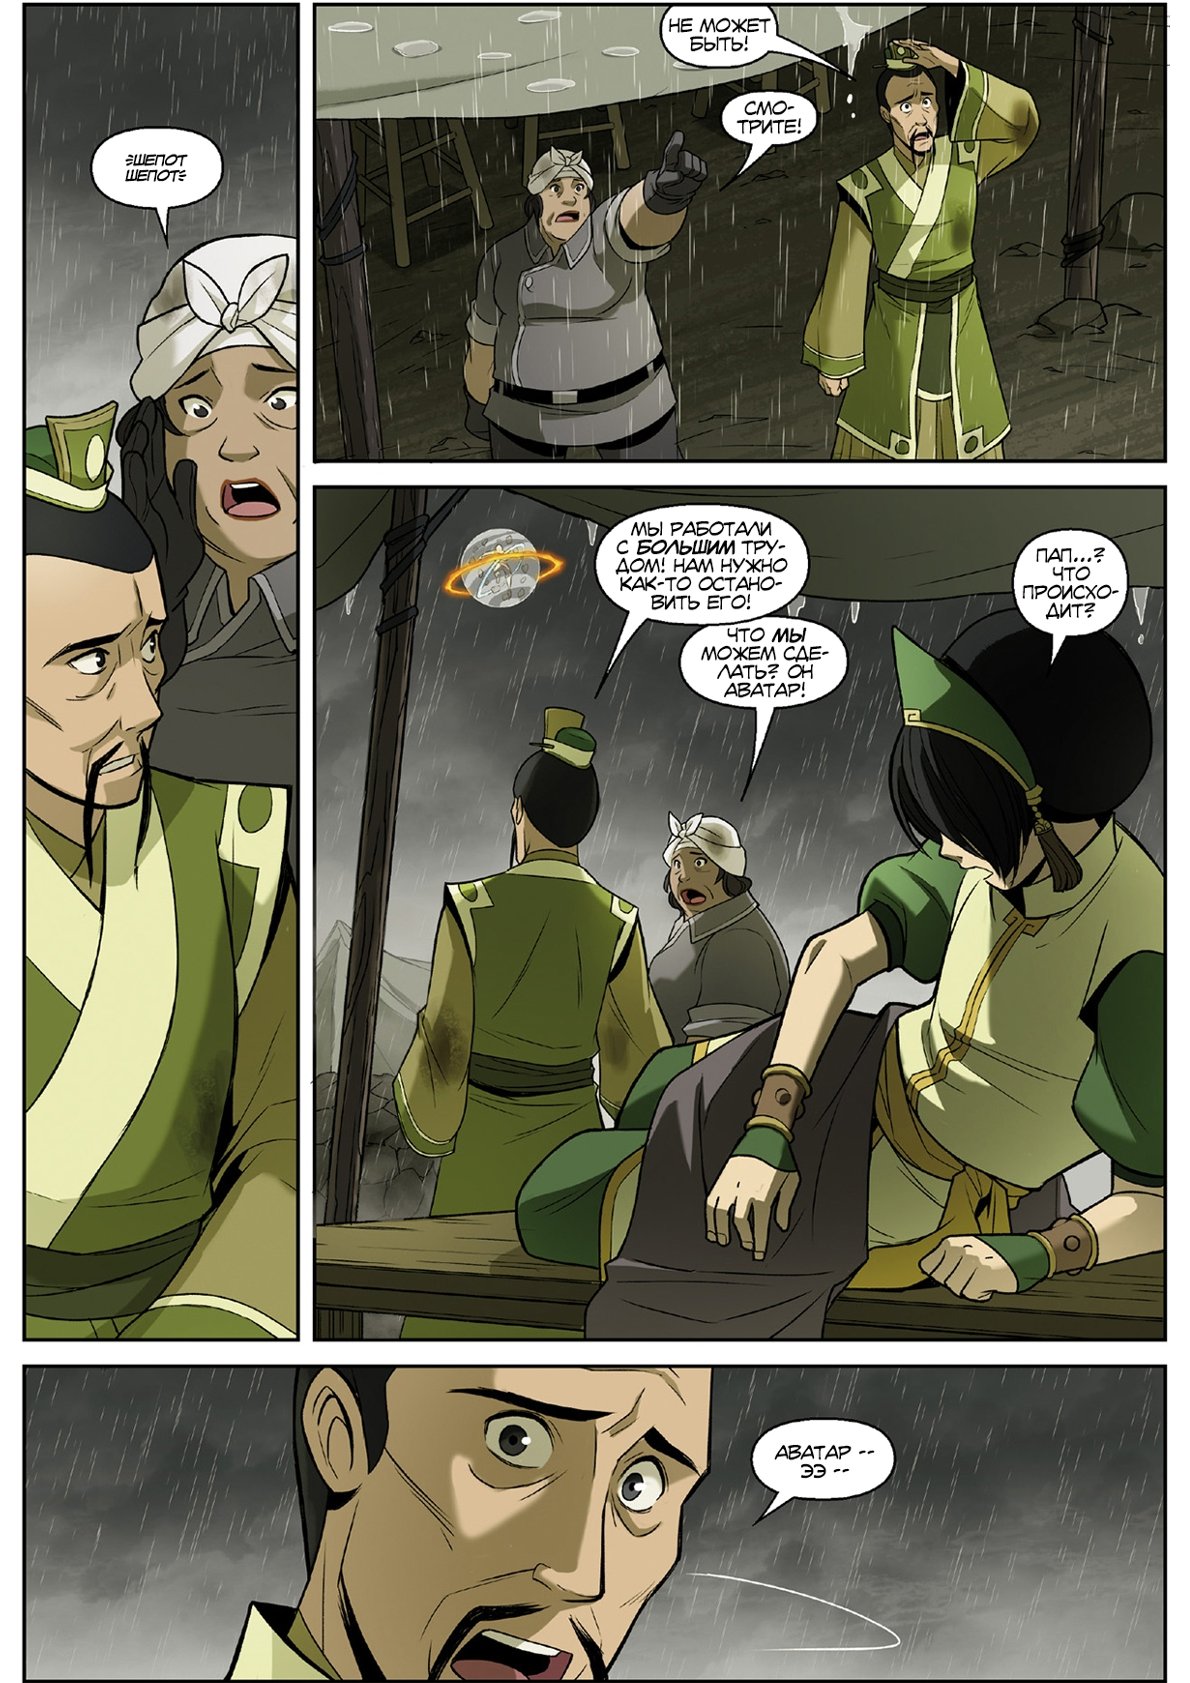 ШЕПОТ
ШЕПОТ
НЕ МОЖЕТ
БЫТЬ!
СМО-
ТРИТЕ!
МЫ РАБОТАЛИ
С БОЛЬШИМ ТРУ-
ДОМ! НАМ НУЖНО
КАК-ТО ОСТАНО-
ВИТЬ ЕГО!
ЧТО МЫ
МОЖЕМ СДЕ-
ЛАТЬ? ОН
АВАТАР!
ПАП...?
ЧТО
ПРОИСХО-
ДИТ?
АВАТАР --
ЭЭ --